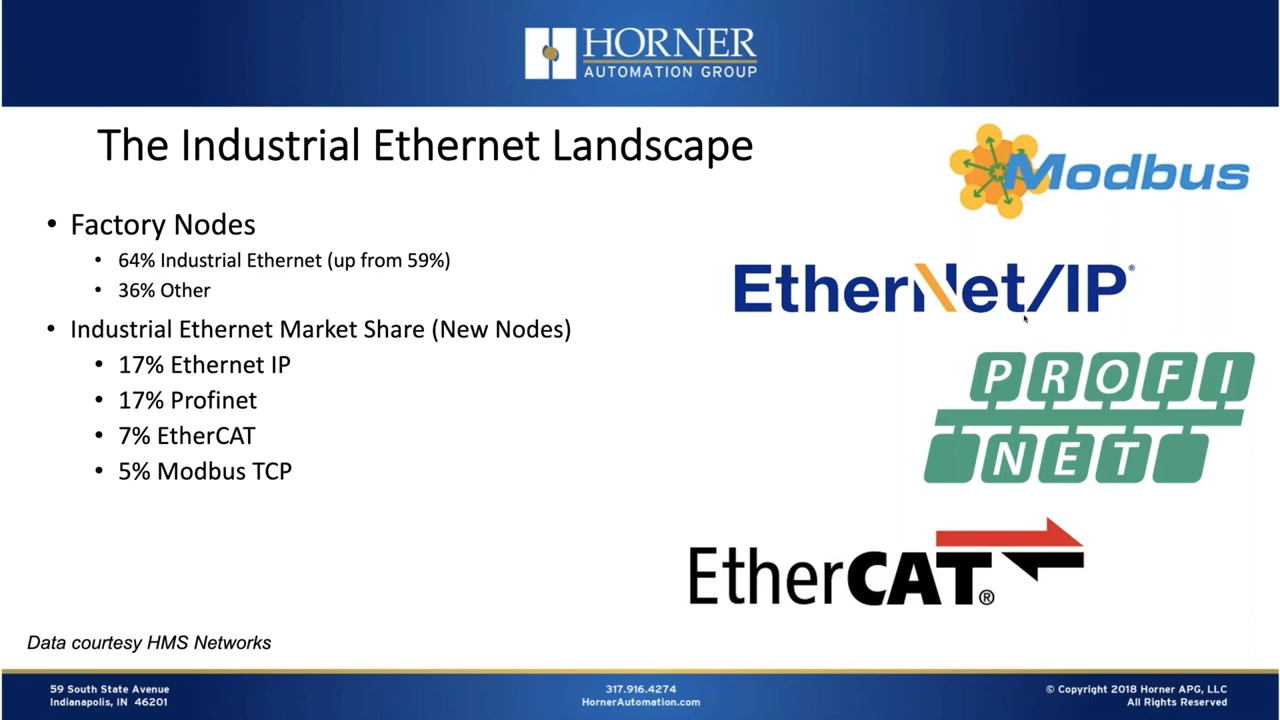 HORNER
AUTOMATION GROUP
The Industrial Ethernet Landscape
• Factory Nodes
• 64% Industrial Ethernet (up from 59%)
• 36% Other
• Industrial Ethernet Market Share (New Nodes)
• 17% Ethernet IP
• 17% Profinet
• 7% EtherCAT
• 5% Modbus TCP
Modbus
EtherNet/IP®
PROFI
NET
EtherCAT®
Data courtesy HMS Networks
59 South State Avenue
Indianapolis, IN 46201
317.916.4274
HornerAutomation.com
© Copyright 2018 Horner APG, LLC
All Rights Reserved